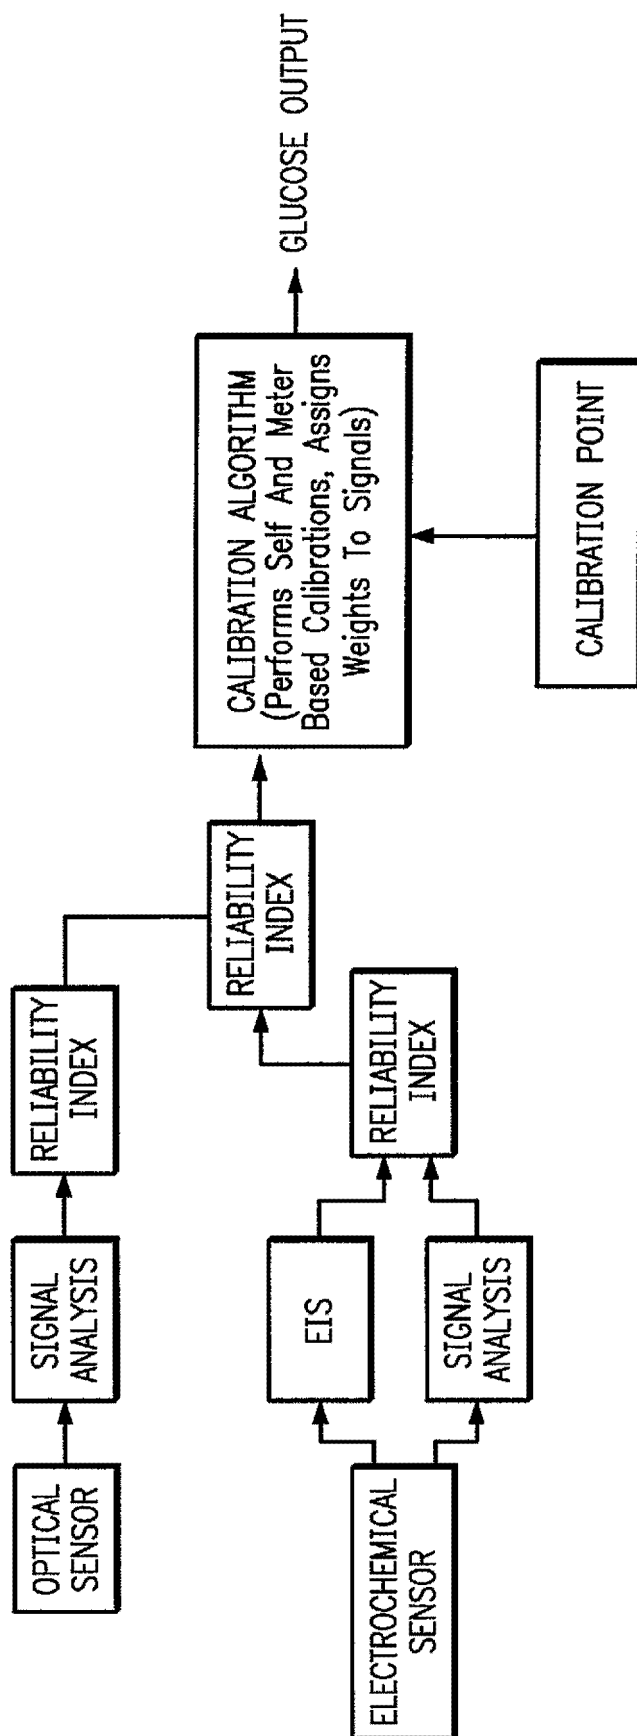 OPTICAL
SENSOR
SIGNAL
ANALYSIS
RELIABILITY
INDEX
ELECTROCHEMICAL
SENSOR
EIS
SIGNAL
ANALYSIS
RELIABILITY
INDEX
RELIABILITY
INDEX
CALIBRATION ALGORITHM
(Performs Self And Meter
Based Calibrations, Assigns
Weights To Signals)
CALIBRATION POINT
GLUCOSE OUTPUT